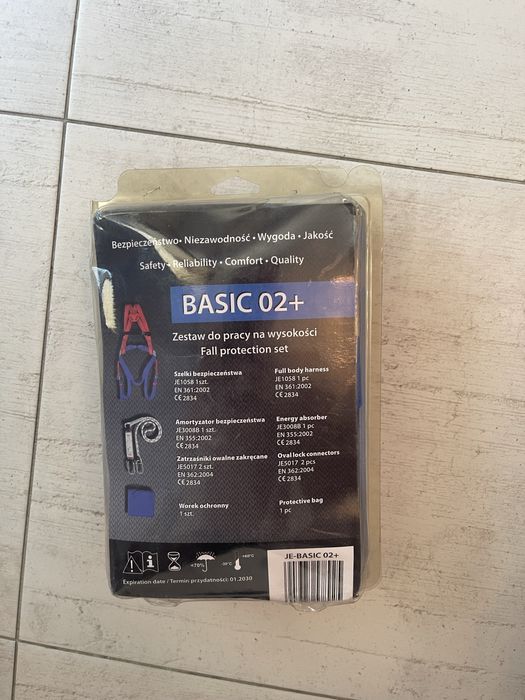 Bezpieczeństwo • Niezawodność • Wygoda • Jakość
Safety • Reliability • Comfort • Quality
BASIC 02+
Zestaw do pracy na wysokości
Fall protection set
Szelki bezpieczeństwa
JE1058 1szt.
EN 361:2002
CE 2834
Full body harness
JE1058 1 pc
EN 361:2002
CE 2834
Amortyzator bezpieczeństwa
JE3008B 1 szt.
EN 355:2002
CE 2834
Energy absorber
JE3008B 1 pc
EN 355:2002
CE 2834
Zatrzaśniki owalne zakręcane
JE5017 2 szt.
EN 362:2004
CE 2834
Oval lock connectors
JE5017 2 pcs
EN 362:2004
CE 2834
Worek ochronny
1 szt.
Protective bag
1 pc
<70%
-30°C
+60°C
Expiration date / Termin przydatności: 01.2030
JE-BASIC 02+